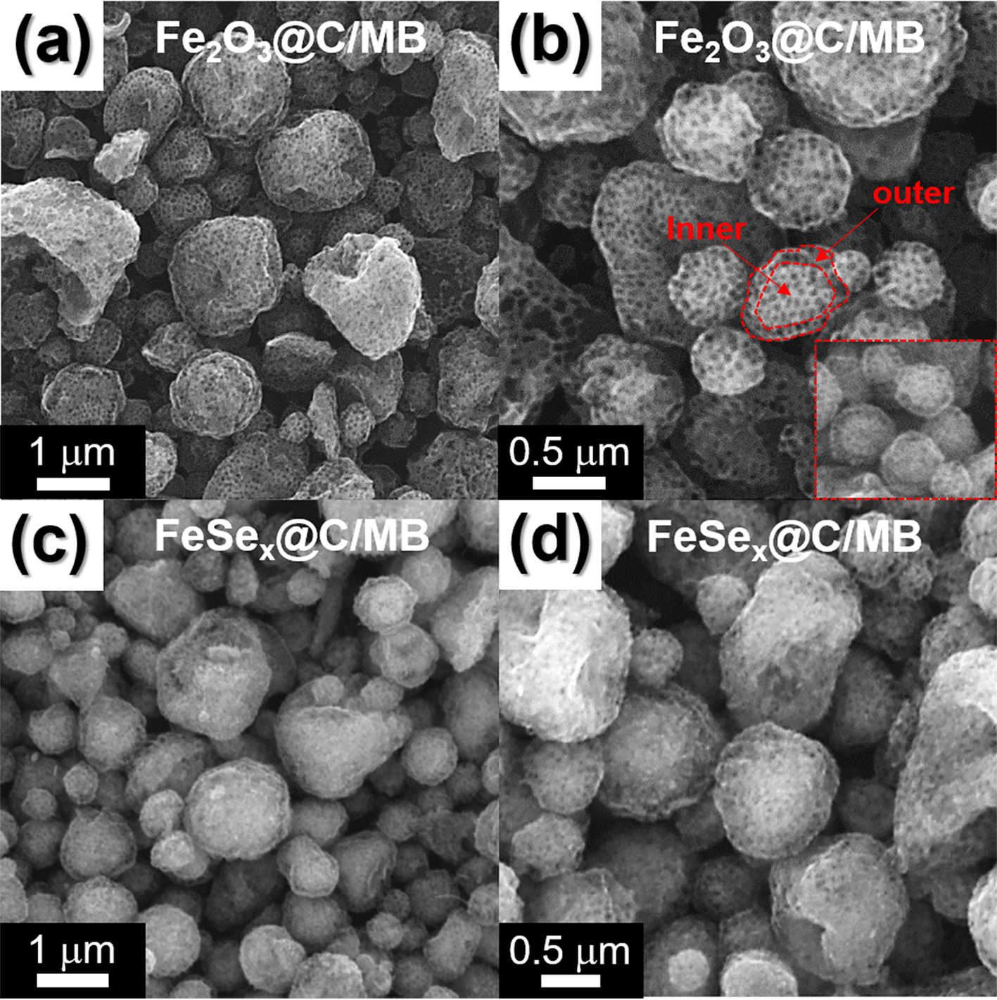 (a) Fe₂O₃@C/MB
1 μm
(b) Fe₂O₃@C/MB
outer
Inner
0.5 μm
(c) FeSeₓ@C/MB
1 μm
(d) FeSeₓ@C/MB
0.5 μm